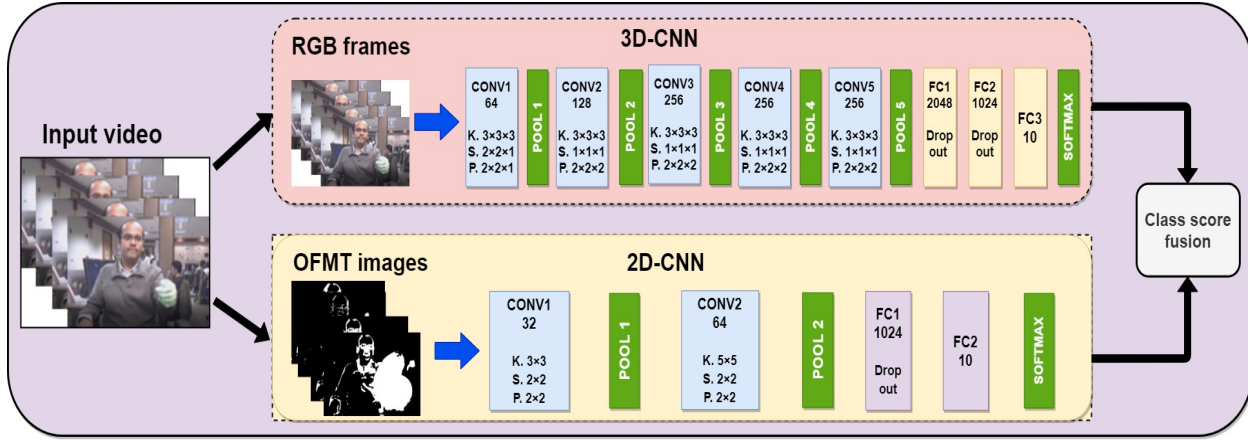 Input video
RGB frames
3D-CNN
CONV1
64
K. 3×3×3
S. 2×2×1
P. 2×2×1
POOL 1
CONV2
128
K. 3×3×3
S. 1×1×1
P. 2×2×2
POOL 2
CONV3
256
K. 3×3×3
S. 1×1×1
P. 2×2×2
POOL 3
CONV4
256
K. 3×3×3
S. 1×1×1
P. 2×2×2
POOL 4
CONV5
256
K. 3×3×3
S. 1×1×1
P. 2×2×2
POOL 5
FC1
2048
Drop
out
FC2
1024
Drop
out
FC3
10
SOFTMAX
OFMT images
2D-CNN
CONV1
32
K. 3×3
S. 2×2
P. 2×2
POOL 1
CONV2
64
K. 5×5
S. 2×2
P. 2×2
POOL 2
FC1
1024
Drop
out
FC2
10
SOFTMAX
Class score
fusion